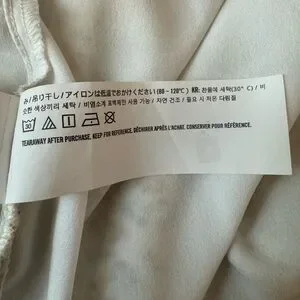 み/吊り干し/アイロンは低温でおかけください(80 - 120℃) KR: 찬물에 세탁(30° C) / 비
슷한 색상끼리 세탁 / 비염소계 표백제만 사용 가능 / 자연 건조 / 필요 시 저온 다림질
30
TEARAWAY AFTER PURCHASE. KEEP FOR REFERENCE. DÉCHIRER APRÈS L'ACHAT. CONSERVER POUR RÉFÉRENCE.